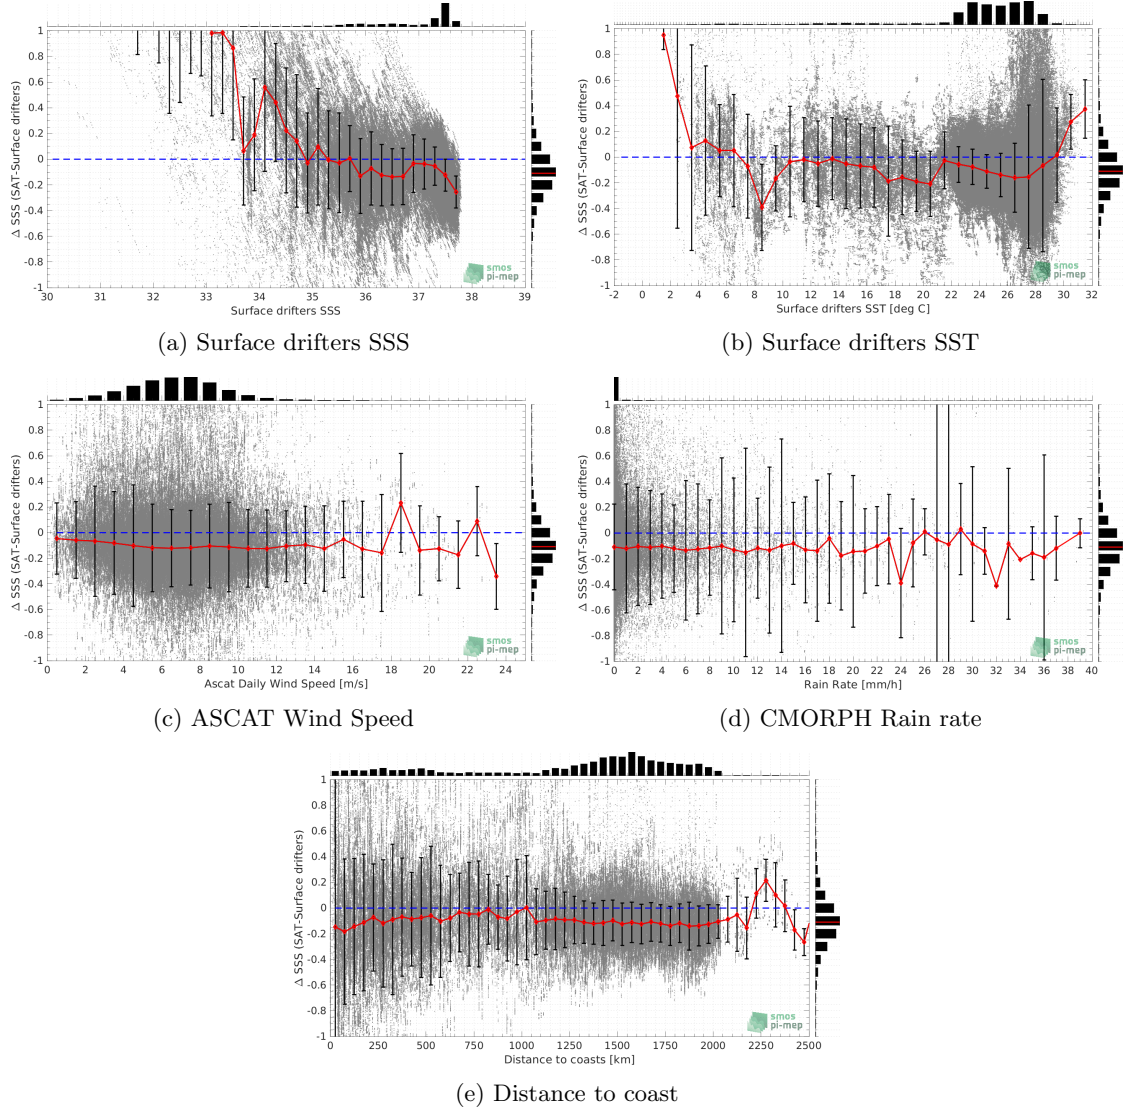 1
0.8
0.6
0.4
0.2
0
-0.2
-0.4
-0.6
-0.8
-1
Δ SSS (SAT-Surface drifters)
30 31 32 33 34 35 36 37 38 39
Surface drifters SSS
smos
pi-mep
(a) Surface drifters SSS
1
0.8
0.6
0.4
0.2
0
-0.2
-0.4
-0.6
-0.8
-1
Δ SSS (SAT-Surface drifters)
-2 0 2 4 6 8 10 12 14 16 18 20 22 24 26 28 30 32
Surface drifters SST [deg C]
smos
pi-mep
(b) Surface drifters SST
1
0.8
0.6
0.4
0.2
0
-0.2
-0.4
-0.6
-0.8
-1
Δ SSS (SAT-Surface drifters)
0 2 4 6 8 10 12 14 16 18 20 22 24
Ascat Daily Wind Speed [m/s]
smos
pi-mep
(c) ASCAT Wind Speed
1
0.8
0.6
0.4
0.2
0
-0.2
-0.4
-0.6
-0.8
-1
Δ SSS (SAT-Surface drifters)
0 2 4 6 8 10 12 14 16 18 20 22 24 26 28 30 32 34 36 38 40
Rain Rate [mm/h]
smos
pi-mep
(d) CMORPH Rain rate
1
0.8
0.6
0.4
0.2
0
-0.2
-0.4
-0.6
-0.8
-1
Δ SSS (SAT-Surface drifters)
0 250 500 750 1000 1250 1500 1750 2000 2250 2500
Distance to coasts [km]
smos
pi-mep
(e) Distance to coast